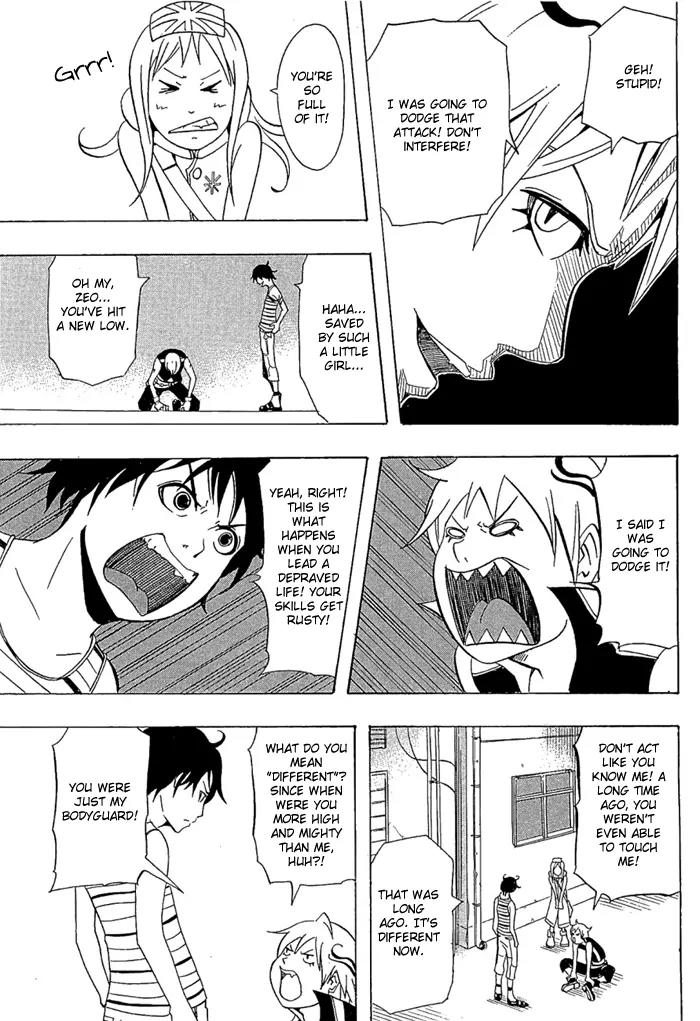 GEH!
STUPID!
I WAS GOING TO
DODGE THAT
ATTACK! DON'T
INTERFERE!
YOU'RE
SO
FULL
OF IT!
Grrr!
HAHA...
SAVED
BY SUCH
A LITTLE
GIRL...
OH MY,
ZEO...
YOU'VE HIT
A NEW LOW.
I SAID I
WAS
GOING TO
DODGE IT!
YEAH, RIGHT!
THIS IS
WHAT
HAPPENS
WHEN YOU
LEAD A
DEPRAVED
LIFE! YOUR
SKILLS GET
RUSTY!
DON'T ACT
LIKE YOU
KNOW ME! A
LONG TIME
AGO, YOU
WEREN'T
EVEN ABLE
TO TOUCH
ME!
THAT WAS
LONG
AGO. IT'S
DIFFERENT
NOW.
WHAT DO YOU
MEAN
"DIFFERENT"?
SINCE WHEN
WERE YOU
MORE HIGH
AND MIGHTY
THAN ME,
HUH?!
YOU WERE
JUST MY
BODYGUARD!